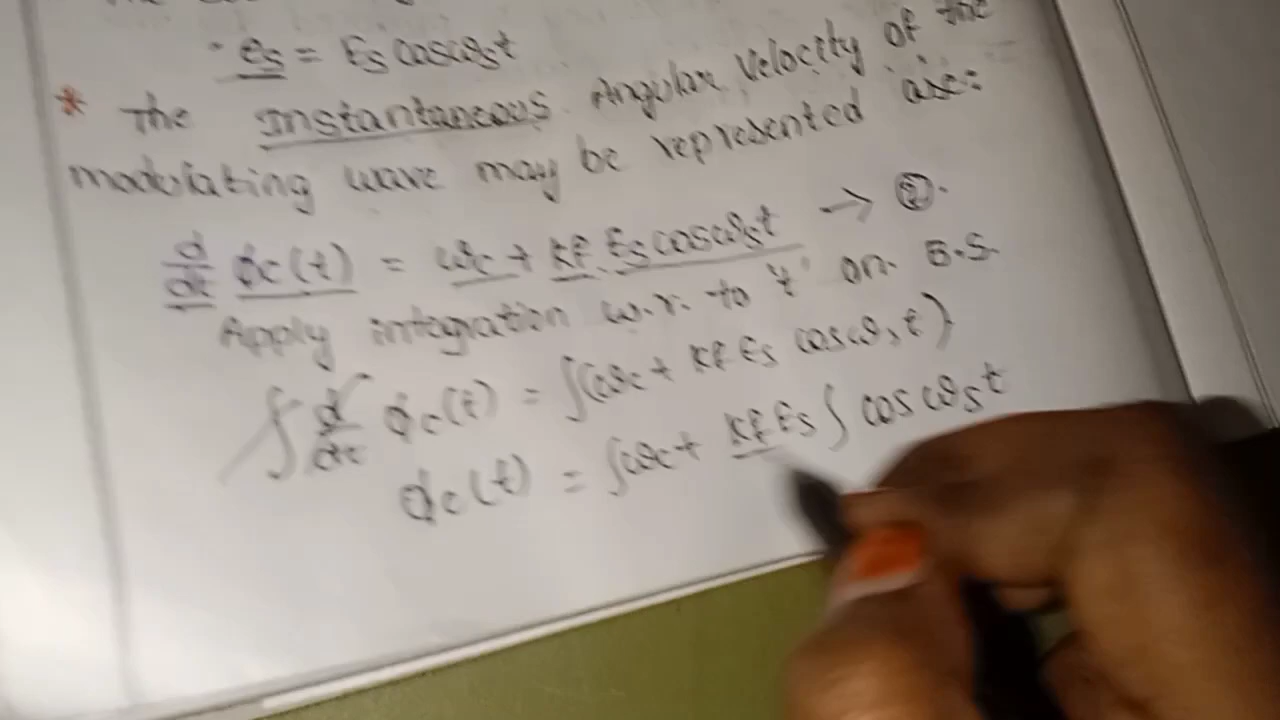 · es = Es cosωst
* The Instantaneous Angular Velocity of the
modulating wave may be represented as:
d/dt ϕc(t) = ωc + Kf Es cosωst → ②.
Apply integration w.r. to 't' on B.S.
∫ d/dt ϕc(t) = ∫(ωc + Kf Es cosωst)
ϕc(t) = ∫ωc + Kf Es ∫ cos ωst